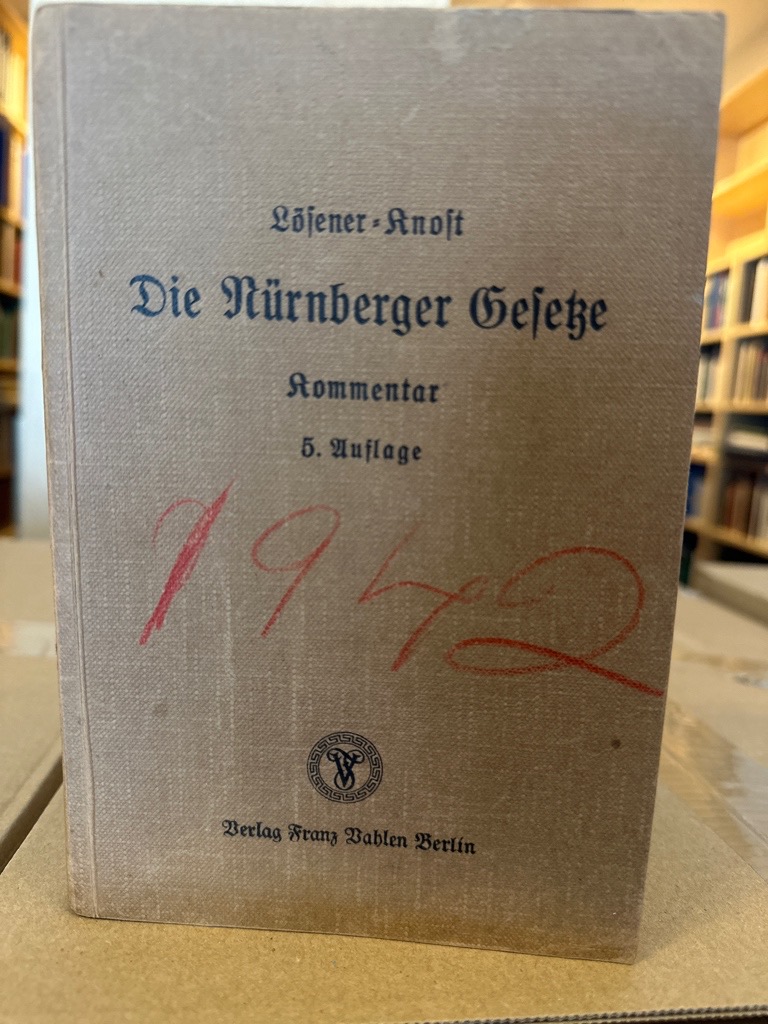 Lösener-Knost
Die Nürnberger Gesetze
Kommentar
5. Auflage
1942
Verlag Franz Vahlen Berlin